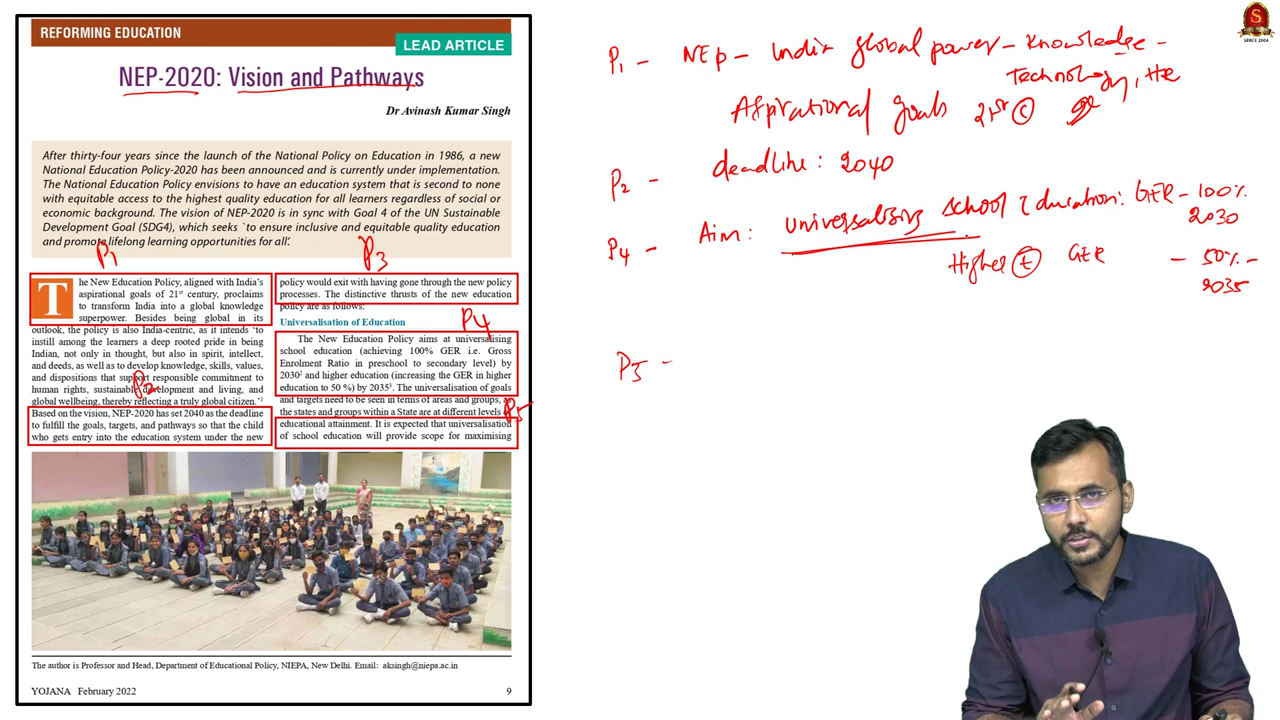 REFORMING EDUCATION
LEAD ARTICLE
NEP-2020: Vision and Pathways
Dr Avinash Kumar Singh
After thirty-four years since the launch of the National Policy on Education in 1986, a new
National Education Policy-2020 has been announced and is currently under implementation.
The National Education Policy envisions to have an education system that is second to none
with equitable access to the highest quality education for all learners regardless of social or
economic background. The vision of NEP-2020 is in sync with Goal 4 of the UN Sustainable
Development Goal (SDG4), which seeks `to ensure inclusive and equitable quality education
and promote lifelong learning opportunities for all’.
P1
The New Education Policy, aligned with India’s
aspirational goals of 21st century, proclaims
to transform India into a global knowledge
superpower. Besides being global in its
outlook, the policy is also India-centric, as it intends ‘to
instill among the learners a deep rooted pride in being
Indian, not only in thought, but also in spirit, intellect,
and deeds, as well as to develop knowledge, skills, values,
and dispositions that support responsible commitment to
human rights, sustainable development and living, and
global wellbeing, thereby reflecting a truly global citizen.’1
P2
Based on the vision, NEP-2020 has set 2040 as the deadline
to fulfill the goals, targets, and pathways so that the child
who gets entry into the education system under the new
P3
policy would exit with having gone through the new policy
processes. The distinctive thrusts of the new education
policy are as follows:
Universalisation of Education
P4
The New Education Policy aims at universalising
school education (achieving 100% GER i.e. Gross
Enrolment Ratio in preschool to secondary level) by
20302 and higher education (increasing the GER in higher
education to 50 %) by 20353. The universalisation of goals
and targets need to be seen in terms of areas and groups, as
the states and groups within a State are at different levels of
P5
educational attainment. It is expected that universalisation
of school education will provide scope for maximising
The author is Professor and Head, Department of Educational Policy, NIEPA, New Delhi. Email: aksingh@niepa.ac.in
YOJANA February 2022
9
P1 – NEP – India global power – Knowledge –
Technology, HR
Aspirational goals 21st C
P2 – deadline: 2040
P4 – Aim: Universalising school Education: GER – 100%
2030
Higher E GER – 50% –
2035
P5 –
S
SINCE 2004